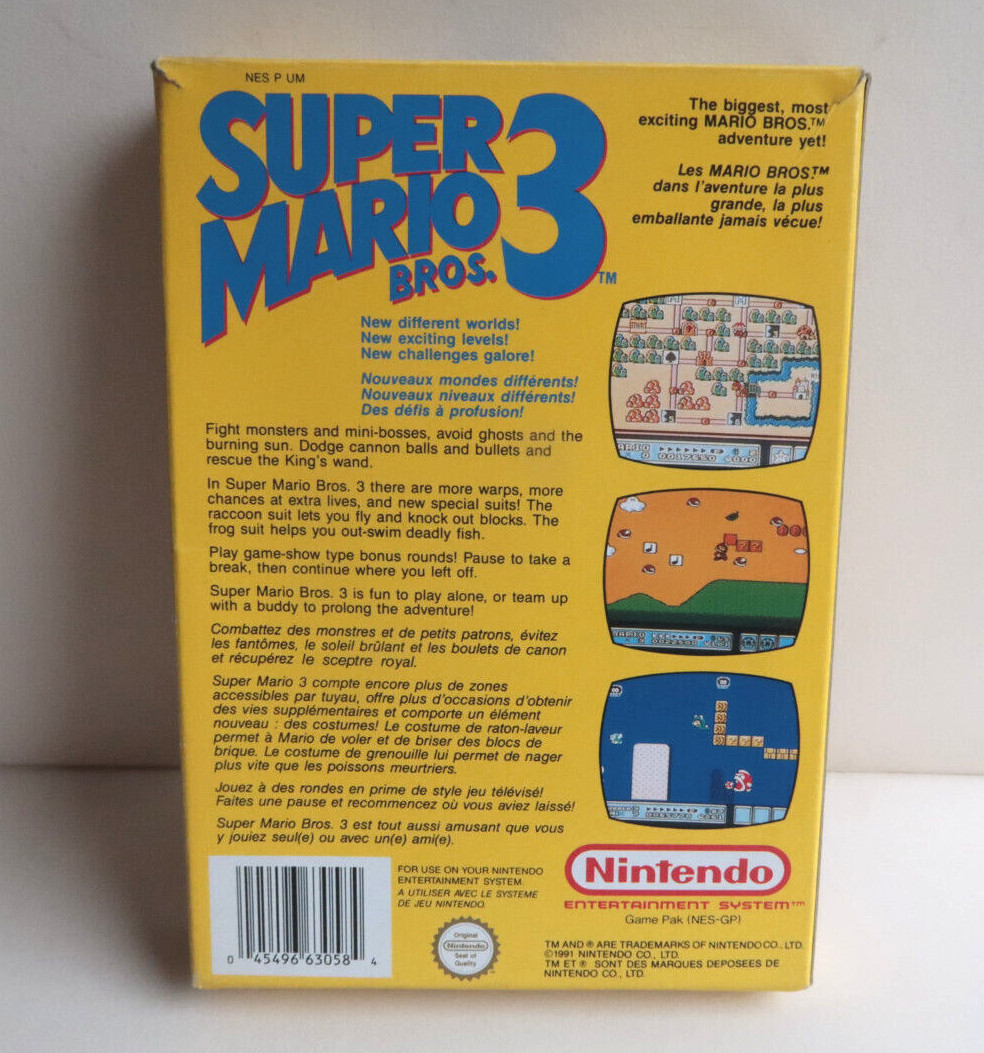 NES P UM
SUPER
MARIO
BROS. 3 TM
The biggest, most
exciting MARIO BROS.™
adventure yet!
Les MARIO BROS.™
dans l'aventure la plus
grande, la plus
emballante jamais vécue!
New different worlds!
New exciting levels!
New challenges galore!
Nouveaux mondes différents!
Nouveaux niveaux différents!
Des défis à profusion!
Fight monsters and mini-bosses, avoid ghosts and the
burning sun. Dodge cannon balls and bullets and
rescue the King's wand.
In Super Mario Bros. 3 there are more warps, more
chances at extra lives, and new special suits! The
raccoon suit lets you fly and knock out blocks. The
frog suit helps you out-swim deadly fish.
Play game-show type bonus rounds! Pause to take a
break, then continue where you left off.
Super Mario Bros. 3 is fun to play alone, or team up
with a buddy to prolong the adventure!
Combattez des monstres et de petits patrons, évitez
les fantômes, le soleil brûlant et les boulets de canon
et récupérez le sceptre royal.
Super Mario 3 compte encore plus de zones
accessibles par tuyau, offre plus d'occasions d'obtenir
des vies supplémentaires et comporte un élément
nouveau : des costumes! Le costume de raton-laveur
permet à Mario de voler et de briser des blocs de
brique. Le costume de grenouille lui permet de nager
plus vite que les poissons meurtriers.
Jouez à des rondes en prime de style jeu télévisé!
Faites une pause et recommencez où vous aviez laissé!
Super Mario Bros. 3 est tout aussi amusant que vous
y jouiez seul(e) ou avec un(e) ami(e).
START
0 45496 63058 4
FOR USE ON YOUR NINTENDO
ENTERTAINMENT SYSTEM
A UTILISER AVEC LE SYSTEME
DE JEU NINTENDO.
Original
Nintendo
Seal of
Quality
Nintendo
ENTERTAINMENT SYSTEM™
Game Pak (NES-GP)
TM AND ® ARE TRADEMARKS OF NINTENDO CO., LTD.
©1991 NINTENDO CO., LTD.
TM ET ® SONT DES MARQUES DEPOSEES DE
NINTENDO CO., LTD.